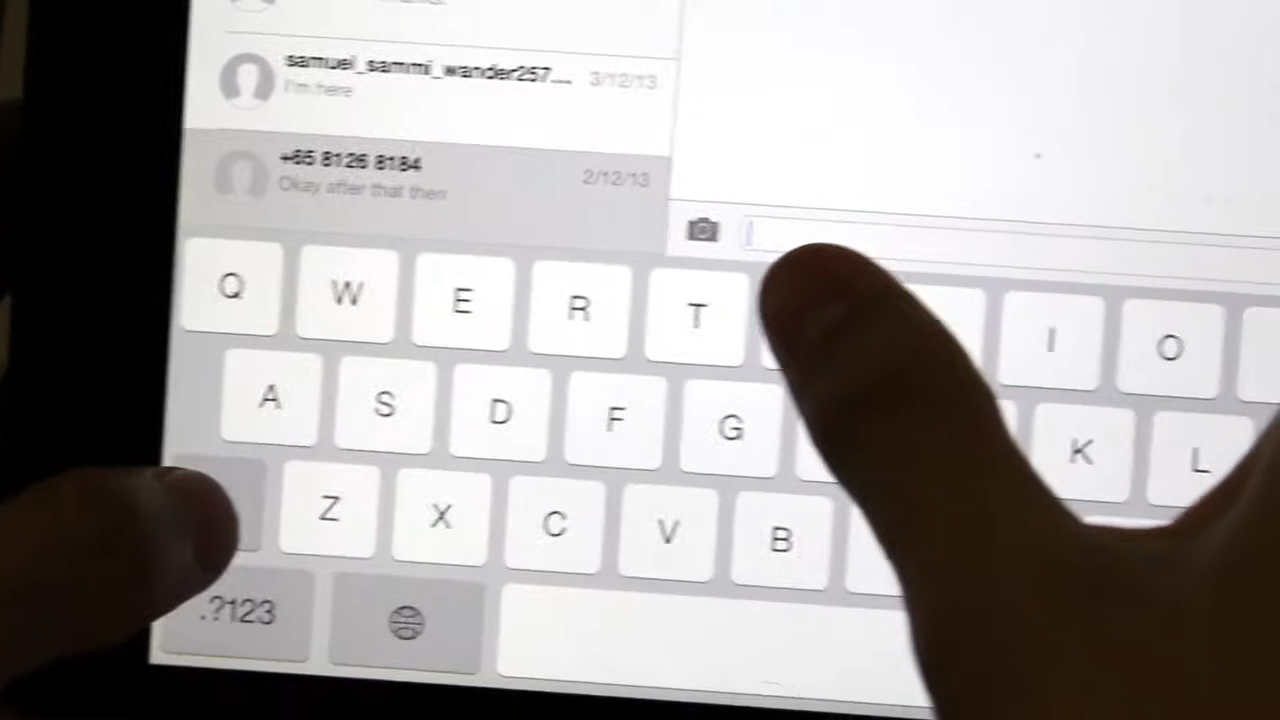 samuel_sammi_wander257... 3/12/13
I'm here
+65 8126 8184 2/12/13
Okay after that then
Q W E R T I O
A S D F G K L
Z X C V B
.?123